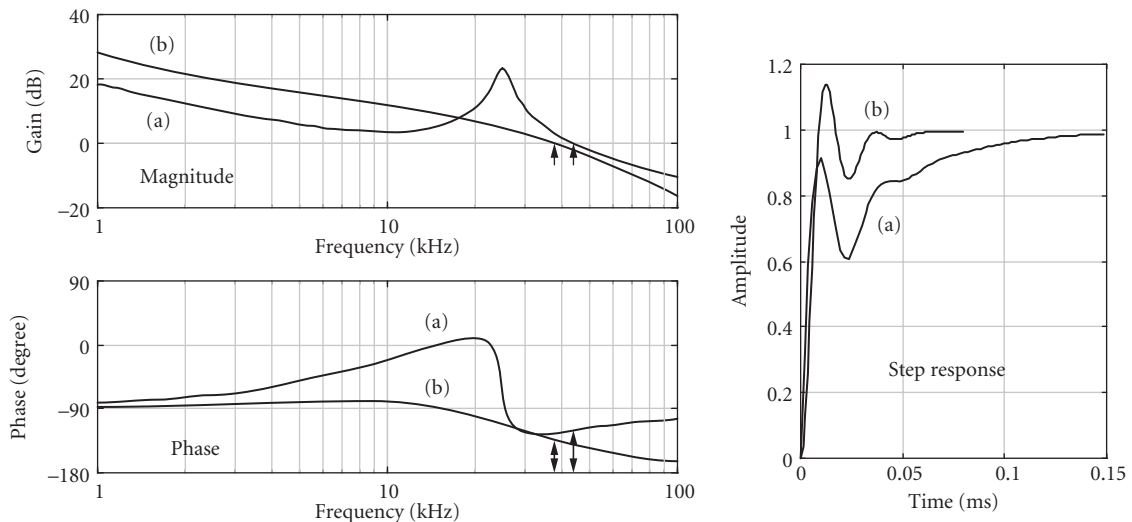 Gain (dB)
40
20
0
−20
(b)
(a)
Magnitude
1
10
100
Frequency (kHz)
Phase (degree)
90
0
−90
−180
(a)
(b)
Phase
1
10
100
Frequency (kHz)
Amplitude
1.2
1
0.8
0.6
0.4
0.2
0
(b)
(a)
Step response
0
0.05
0.1
0.15
Time (ms)